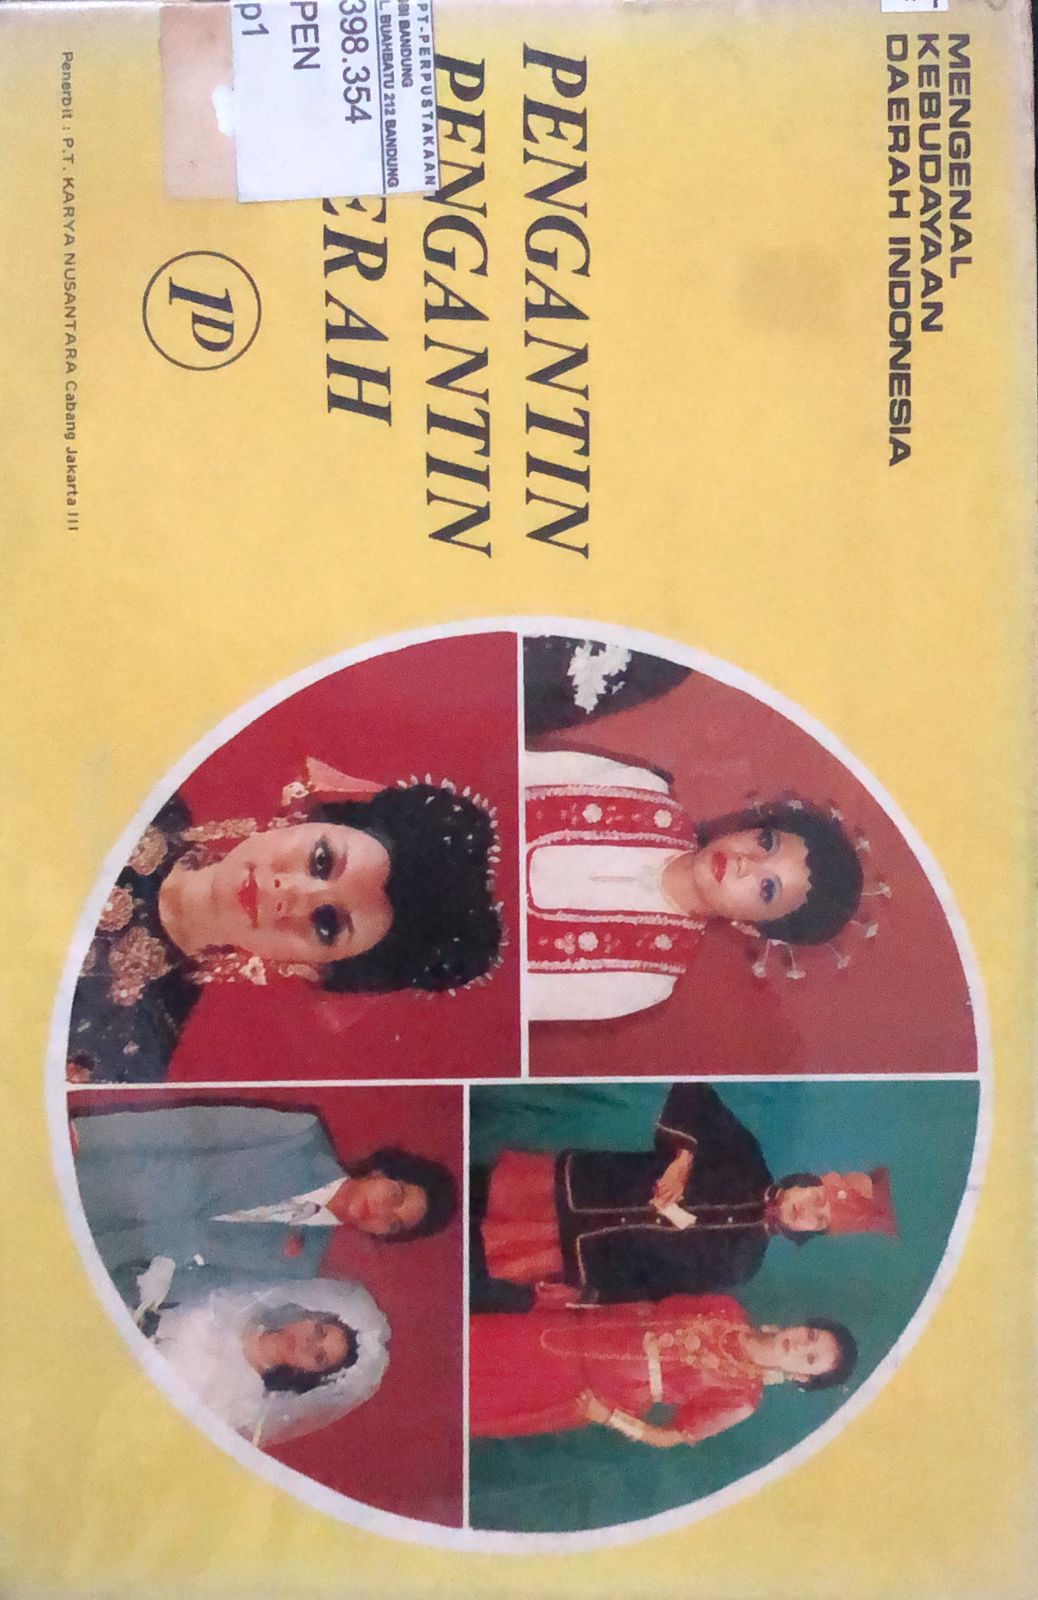 MENGENAL
KEBUDAYAAN
DAERAH INDONESIA
PENGANTIN
PENGANTIN
ERAH
PT-PERPUSTAKAAN
BANDUNG
BUAHBATU 212 BANDUNG
398.354
PEN
p1
1D
Penerbit : P.T. KARYA NUSANTARA Cabang Jakarta III